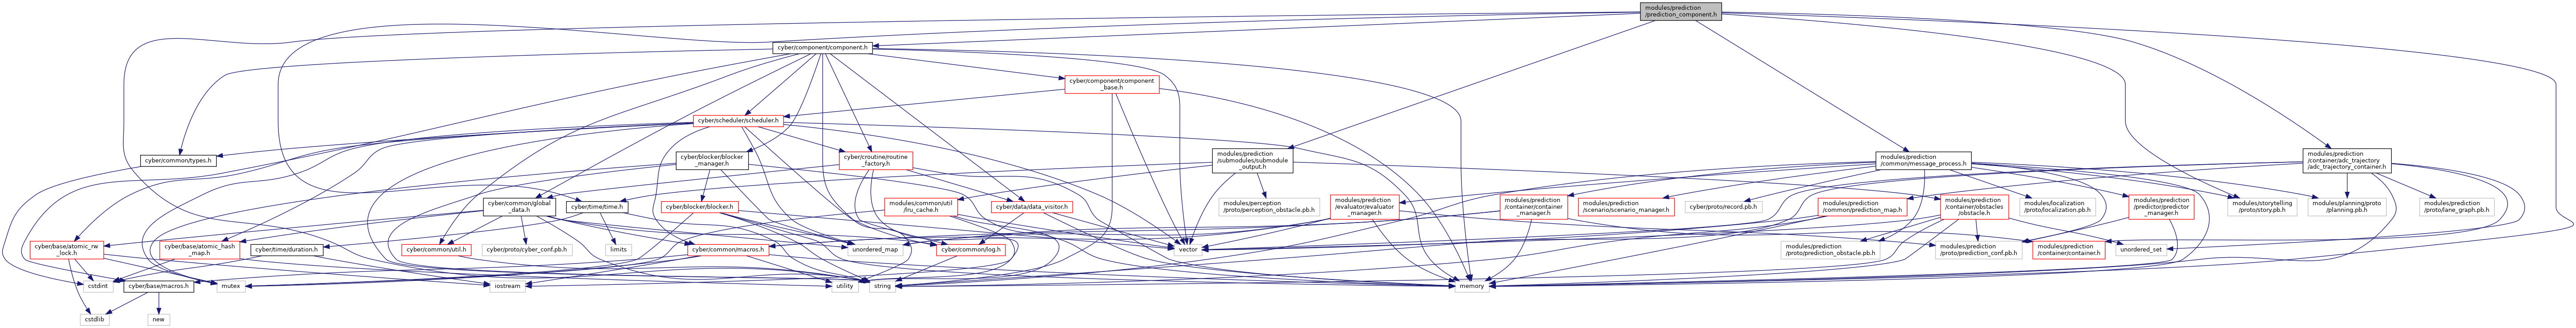 modules/prediction
/prediction_component.h
cyber/component/component.h
cyber/component/component
_base.h
cyber/scheduler/scheduler.h
cyber/common/types.h
cyber/blocker/blocker
_manager.h
cyber/croutine/routine
_factory.h
modules/prediction
/submodules/submodule
_output.h
modules/prediction
/common/message_process.h
modules/prediction
/container/adc_trajectory
/adc_trajectory_container.h
cyber/common/global
_data.h
cyber/time/time.h
cyber/blocker/blocker.h
modules/common/util
/lru_cache.h
cyber/data/data_visitor.h
modules/perception
/proto/perception_obstacle.pb.h
modules/prediction
/evaluator/evaluator
_manager.h
modules/prediction
/container/container
_manager.h
modules/prediction
/scenario/scenario_manager.h
cyber/proto/record.pb.h
modules/prediction
/common/prediction_map.h
modules/prediction
/container/obstacles
/obstacle.h
modules/localization
/proto/localization.pb.h
modules/prediction
/predictor/predictor
_manager.h
modules/storytelling
/proto/story.pb.h
modules/planning/proto
/planning.pb.h
modules/prediction
/proto/lane_graph.pb.h
cyber/base/atomic_rw
_lock.h
cyber/base/atomic_hash
_map.h
cyber/time/duration.h
cyber/common/util.h
cyber/proto/cyber_conf.pb.h
limits
cyber/common/macros.h
unordered_map
cyber/common/log.h
vector
modules/prediction
/proto/prediction_obstacle.pb.h
modules/prediction
/proto/prediction_conf.pb.h
modules/prediction
/container/container.h
unordered_set
cstdint
cyber/base/macros.h
mutex
iostream
utility
string
memory
cstdlib
new